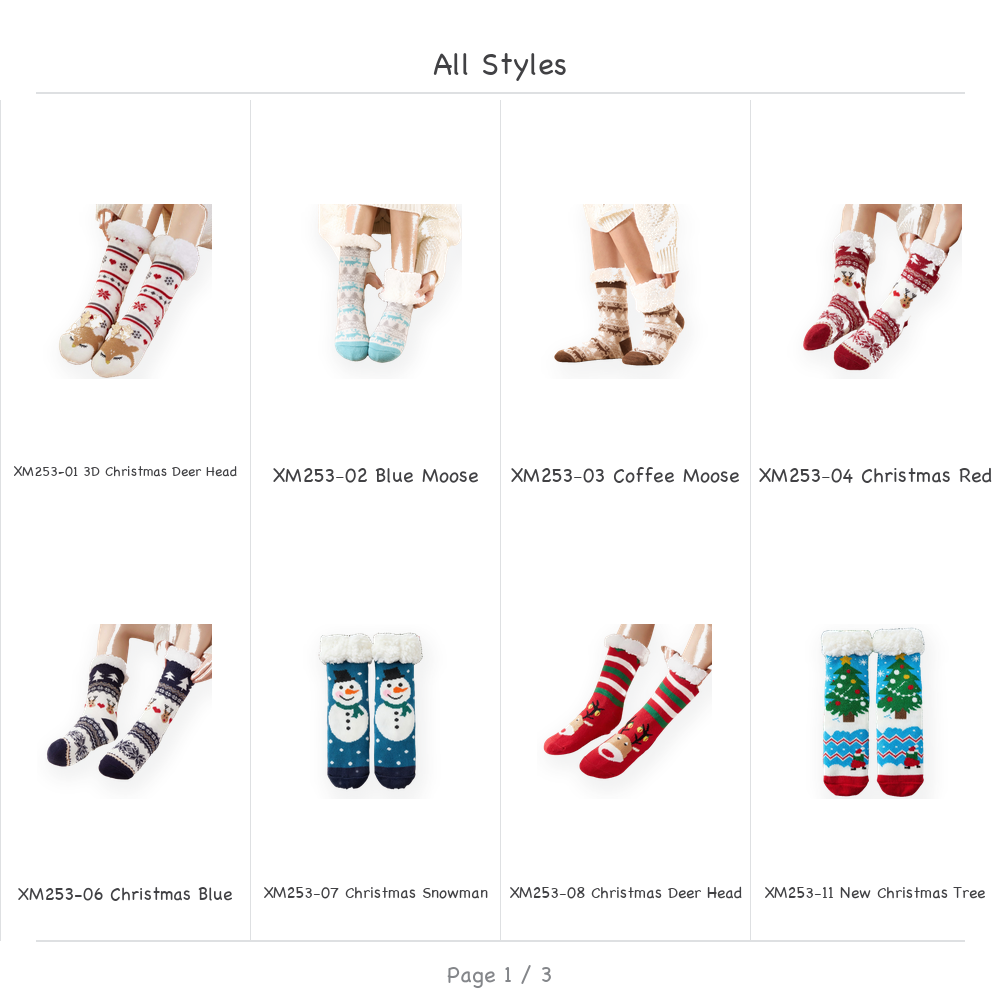 All Styles
XM253-01 3D Christmas Deer Head
XM253-02 Blue Moose
XM253-03 Coffee Moose
XM253-04 Christmas Red
XM253-06 Christmas Blue
XM253-07 Christmas Snowman
XM253-08 Christmas Deer Head
XM253-11 New Christmas Tree
Page 1 / 3